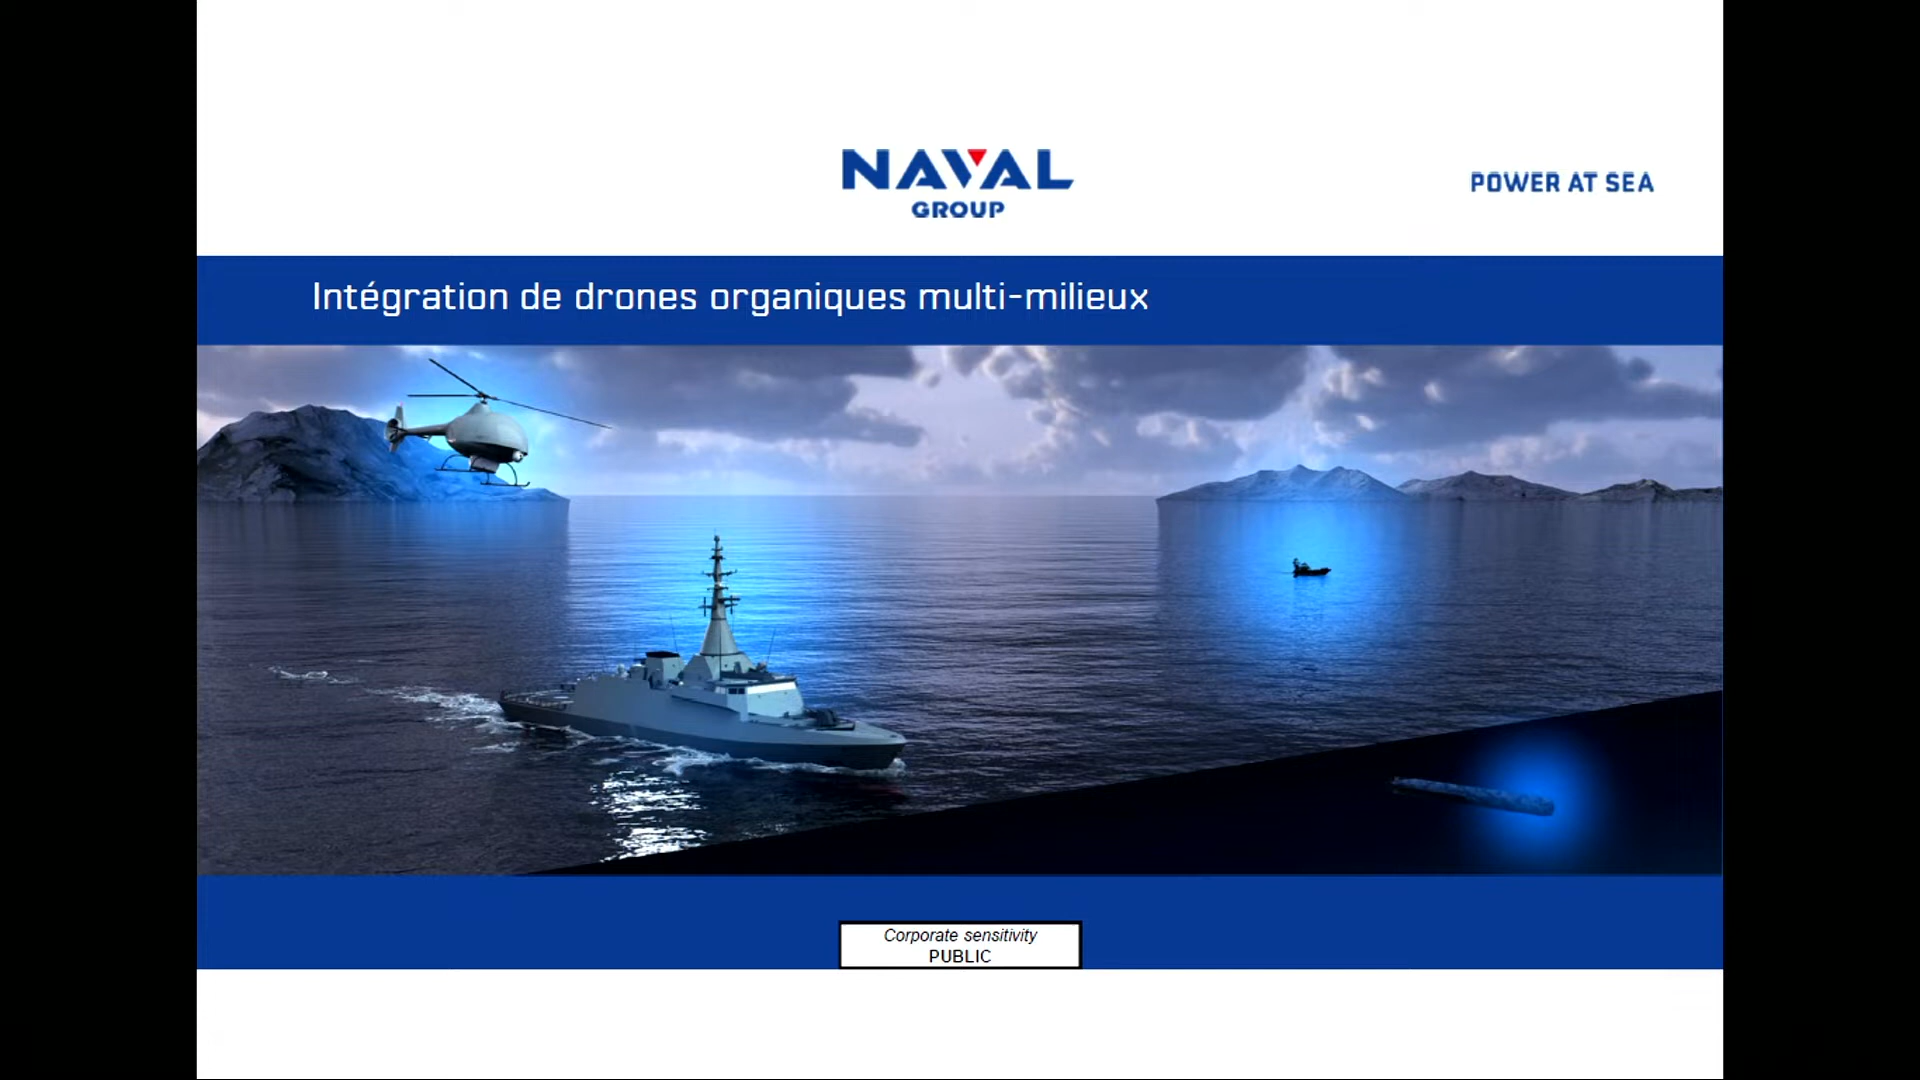 NAVAL
GROUP
POWER AT SEA
Intégration de drones organiques multi-milieux
Corporate sensitivity
PUBLIC